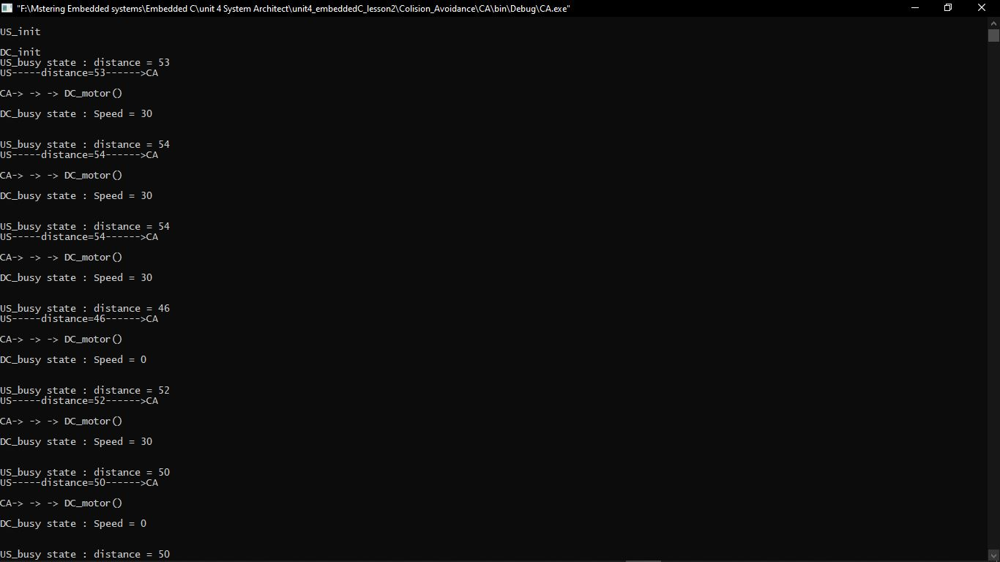 "F:\Mstering Embedded systems\Embedded C\unit 4 System Architect\unit4_embeddedC_lesson2\Colision_Avoidance\CA\bin\Debug\CA.exe"
US_init
DC_init
US_busy state : distance = 53
US-----distance=53------>CA
CA-> -> -> DC_motor()
DC_busy state : Speed = 30
US_busy state : distance = 54
US-----distance=54------>CA
CA-> -> -> DC_motor()
DC_busy state : Speed = 30
US_busy state : distance = 54
US-----distance=54------>CA
CA-> -> -> DC_motor()
DC_busy state : Speed = 30
US_busy state : distance = 46
US-----distance=46------>CA
CA-> -> -> DC_motor()
DC_busy state : Speed = 0
US_busy state : distance = 52
US-----distance=52------>CA
CA-> -> -> DC_motor()
DC_busy state : Speed = 30
US_busy state : distance = 50
US-----distance=50------>CA
CA-> -> -> DC_motor()
DC_busy state : Speed = 0
US_busy state : distance = 50